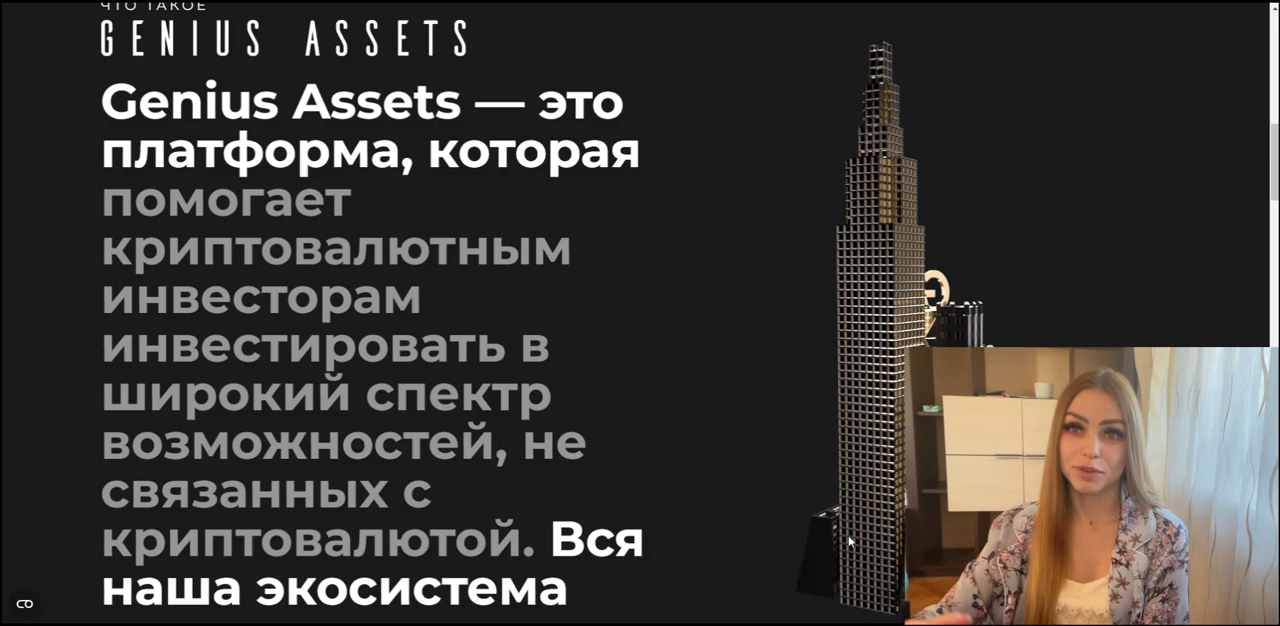 ЧТО ТАКОЕ
GENIUS ASSETS
Genius Assets — это
платформа, которая
помогает
криптовалютным
инвесторам
инвестировать в
широкий спектр
возможностей, не
связанных с
криптовалютой. Вся
наша экосистема